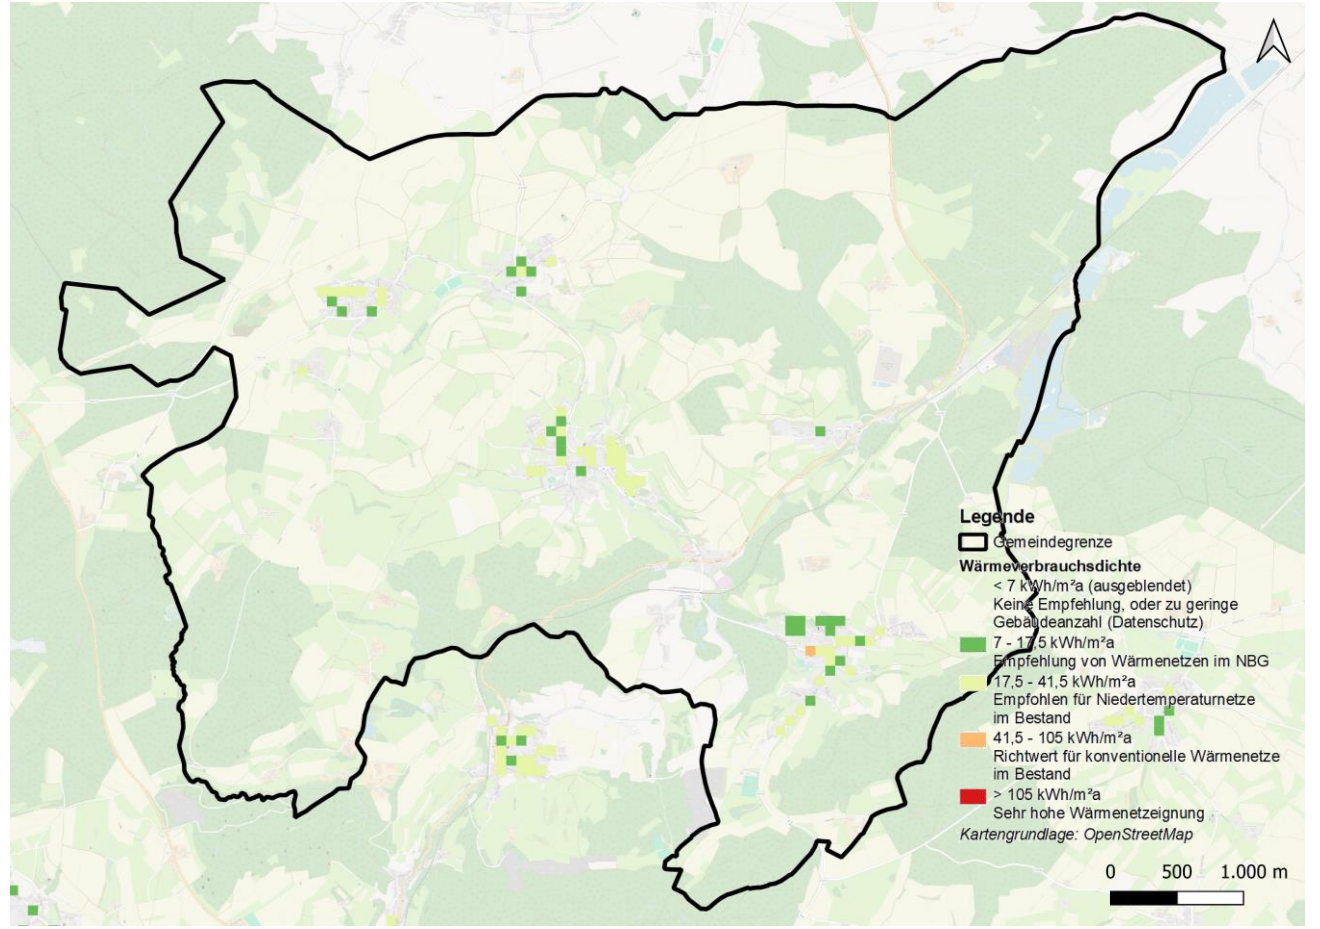 Legende
Gemeindegrenze
Wärmeverbrauchsdichte
< 7 kWh/m²a (ausgeblendet)
Keine Empfehlung, oder zu geringe
Gebäudeanzahl (Datenschutz)
7 - 17,5 kWh/m²a
Empfehlung von Wärmenetzen im NBG
17,5 - 41,5 kWh/m²a
Empfohlen für Niedertemperaturnetze
im Bestand
41,5 - 105 kWh/m²a
Richtwert für konventionelle Wärmenetze
im Bestand
> 105 kWh/m²a
Sehr hohe Wärmenetzeignung
Kartengrundlage: OpenStreetMap
0 500 1.000 m